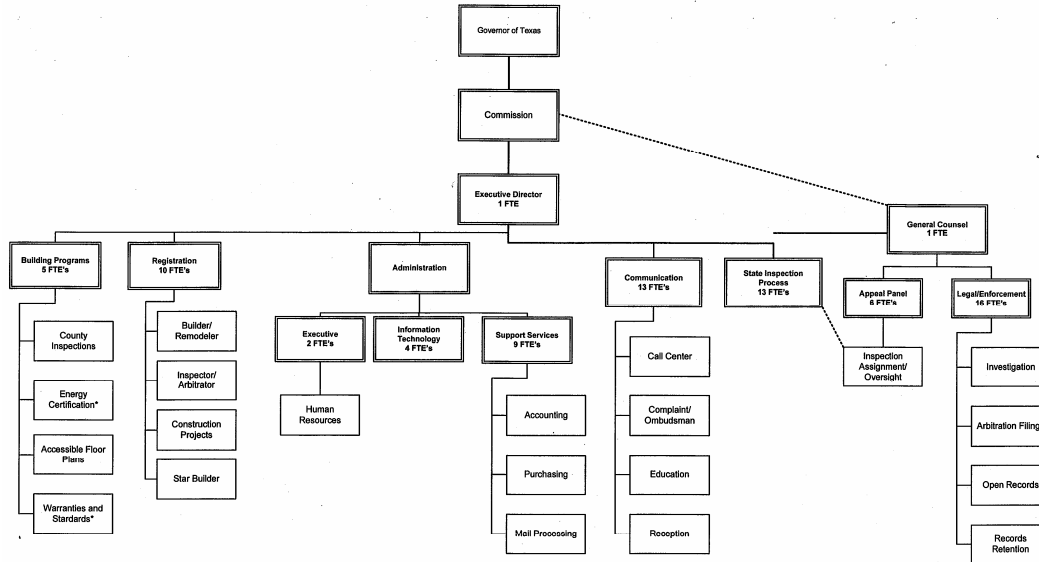 Governor of Texas
Commission
Executive Director
1 FTE
General Counsel
1 FTE
Building Programs
5 FTE's
Registration
10 FTE's
Administration
Communication
13 FTE's
State Inspection
Process
13 FTE's
Appeal Panel
6 FTE's
Legal/Enforcement
16 FTE's
Executive
2 FTE's
Information
Technology
4 FTE's
Support Services
9 FTE's
County
Inspections
Energy
Certification*
Accessible Floor
Plans
Warranties and
Stardards*
Builder/
Remodeler
Inspector/
Arbitrator
Construction
Projects
Star Builder
Human
Resources
Accounting
Purchasing
Mail Processing
Call Center
Complaint/
Ombudsman
Education
Reception
Inspection
Assignment/
Oversight
Investigation
Arbitration Filing
Open Records
Records
Retention